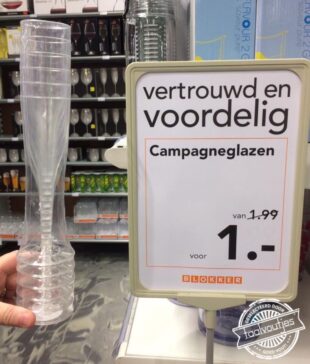 vertrouwd en
voordelig
Campagneglazen
van 1.99
voor 1.-
BLOKKER
taalvoutjes